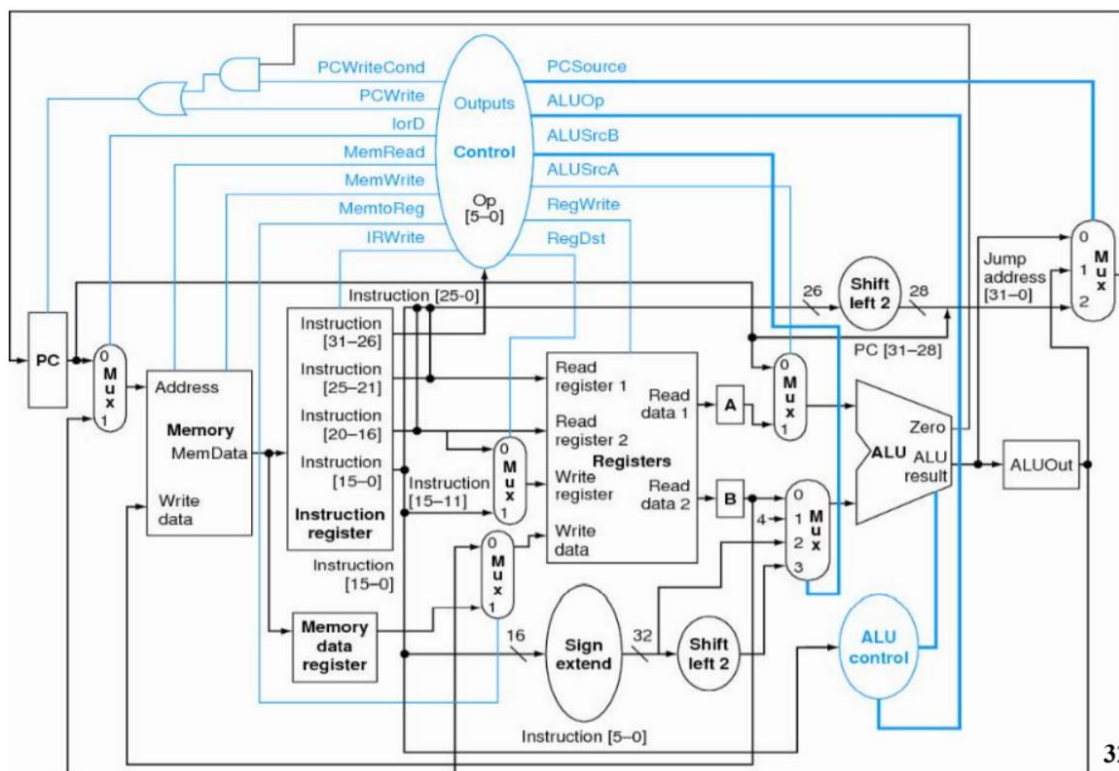 PCWriteCond
PCWrite
IorD
MemRead
MemWrite
MemtoReg
IRWrite
Outputs
Control
Op
[5–0]
PCSource
ALUOp
ALUSrcB
ALUSrcA
RegWrite
RegDst
PC
0
M
u
x
1
Address
Memory
MemData
Write
data
Instruction [25-0]
Instruction
[31–26]
Instruction
[25–21]
Instruction
[20–16]
Instruction
[15–0]
Instruction
register
Instruction
[15–0]
Memory
data
register
Instruction
[15–11]
0
M
u
x
1
0
M
u
x
1
Read
register 1
Read
register 2
Registers
Write
register
Write
data
Read
data 1
Read
data 2
16
Sign
extend
32
Shift
left 2
Instruction [5–0]
A
B
4
0
M
u
x
1
0
1
2
3
M
u
x
26
Shift
left 2
28
Jump
address
[31–0]
PC [31–28]
Zero
ALU
ALU
result
ALUOut
ALU
control
0
1
2
M
u
x